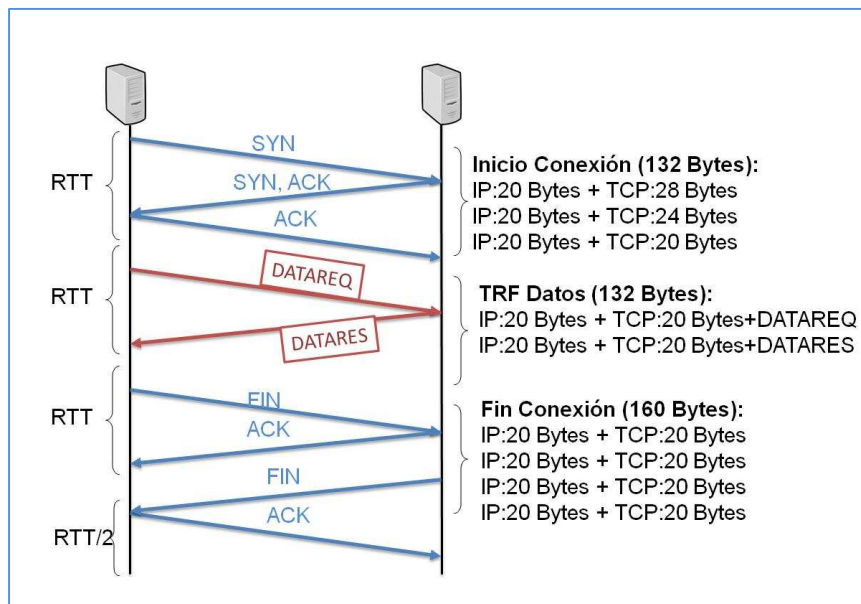 SYN
SYN, ACK
ACK
RTT
Inicio Conexión (132 Bytes):
IP:20 Bytes + TCP:28 Bytes
IP:20 Bytes + TCP:24 Bytes
IP:20 Bytes + TCP:20 Bytes
DATAREQ
DATARES
RTT
TRF Datos (132 Bytes):
IP:20 Bytes + TCP:20 Bytes+DATAREQ
IP:20 Bytes + TCP:20 Bytes+DATARES
FIN
ACK
RTT
Fin Conexión (160 Bytes):
IP:20 Bytes + TCP:20 Bytes
IP:20 Bytes + TCP:20 Bytes
IP:20 Bytes + TCP:20 Bytes
IP:20 Bytes + TCP:20 Bytes
FIN
ACK
RTT/2